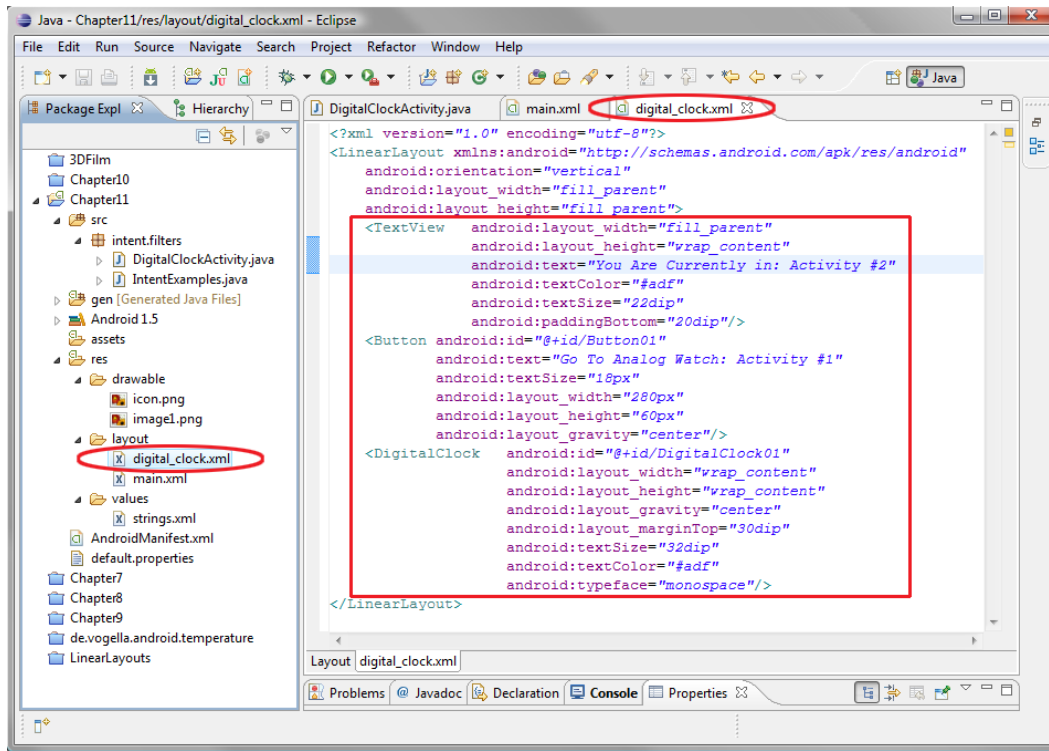 Java - Chapter11/res/layout/digital_clock.xml - Eclipse
File Edit Run Source Navigate Search Project Refactor Window Help
Java
Package Expl Hierarchy
3DFilm
Chapter10
Chapter11
src
intent.filters
DigitalClockActivity.java
IntentExamples.java
gen [Generated Java Files]
Android 1.5
assets
res
drawable
icon.png
image1.png
layout
digital_clock.xml
main.xml
values
strings.xml
AndroidManifest.xml
default.properties
Chapter7
Chapter8
Chapter9
de.vogella.android.temperature
LinearLayouts
DigitalClockActivity.java main.xml digital_clock.xml
<?xml version="1.0" encoding="utf-8"?>
<LinearLayout xmlns:android="http://schemas.android.com/apk/res/android"
android:orientation="vertical"
android:layout_width="fill_parent"
android:layout_height="fill_parent">
<TextView android:layout_width="fill_parent"
android:layout_height="wrap_content"
android:text="You Are Currently in: Activity #2"
android:textColor="#adf"
android:textSize="22dip"
android:paddingBottom="20dip"/>
<Button android:id="@+id/Button01"
android:text="Go To Analog Watch: Activity #1"
android:textSize="18px"
android:layout_width="280px"
android:layout_height="60px"
android:layout_gravity="center"/>
<DigitalClock android:id="@+id/DigitalClock01"
android:layout_width="wrap_content"
android:layout_height="wrap_content"
android:layout_gravity="center"
android:layout_marginTop="30dip"
android:textSize="32dip"
android:textColor="#adf"
android:typeface="monospace"/>
</LinearLayout>
Layout digital_clock.xml
Problems @ Javadoc Declaration Console Properties